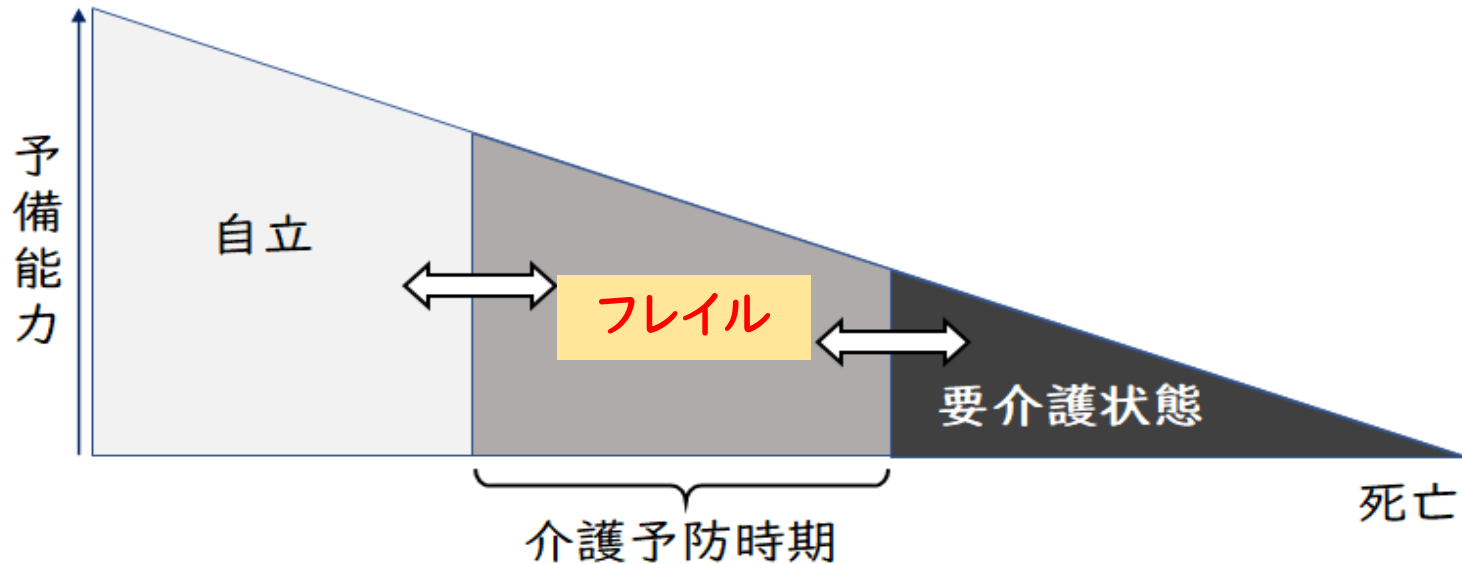 予備能力
自立
フレイル
要介護状態
介護予防時期
死亡